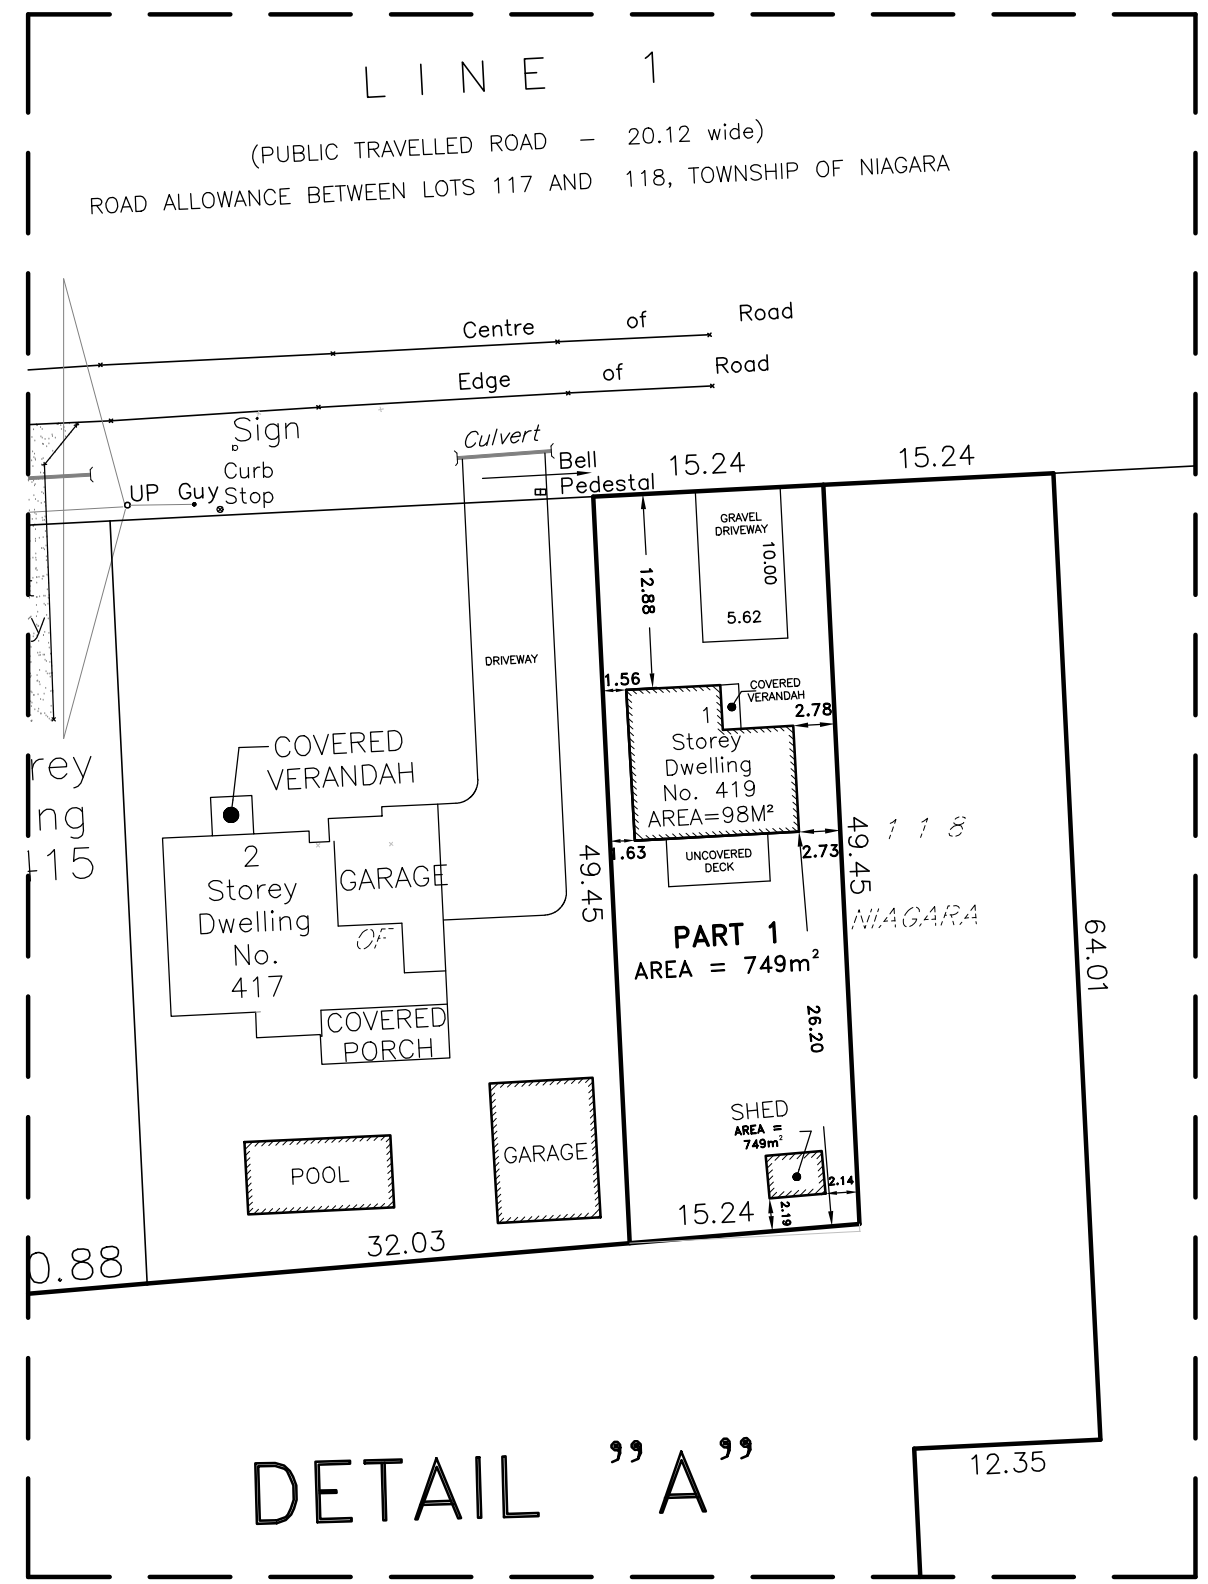 LINE 1
(PUBLIC TRAVELLED ROAD - 20.12 wide)
ROAD ALLOWANCE BETWEEN LOTS 117 AND 118, TOWNSHIP OF NIAGARA
Centre of Road
Edge of Road
Sign
Culvert
Curb
Stop
UP
Guy
Bell
Pedestal
15.24
15.24
GRAVEL
DRIVEWAY
10.00
5.62
12.88
y
DRIVEWAY
1.56
COVERED
VERANDAH
2.78
1
Storey
Dwelling
No. 419
AREA=98M²
1.63
2.73
UNCOVERED
DECK
49.45
49.45
118
NIAGARA
64.01
COVERED
VERANDAH
rey
ng
415
2
Storey
Dwelling
No.
417
GARAGE
OF
COVERED
PORCH
PART 1
AREA = 749m²
26.20
SHED
AREA =
749m²
2.14
2.19
15.24
GARAGE
POOL
32.03
0.88
12.35
DETAIL "A"